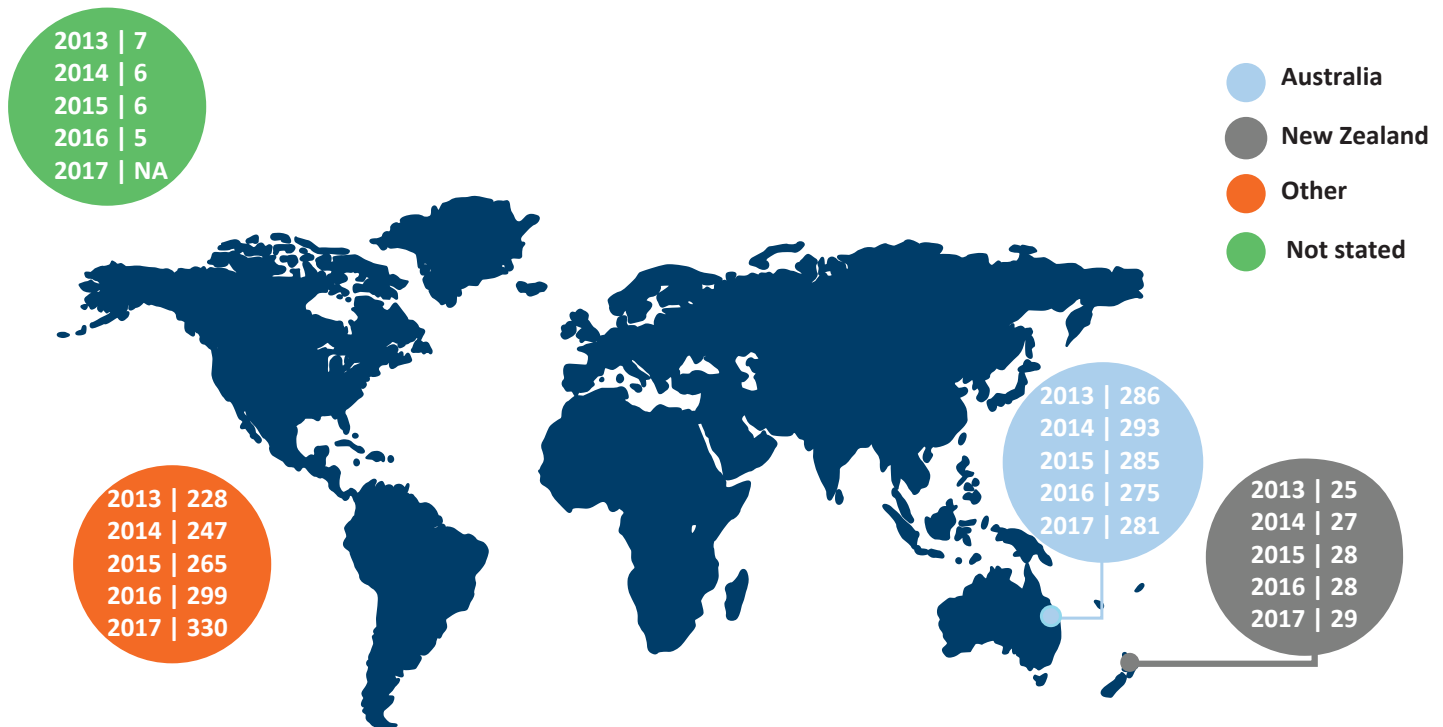 2013 | 7
2014 | 6
2015 | 6
2016 | 5
2017 | NA
Australia
New Zealand
Other
Not stated
2013 | 286
2014 | 293
2015 | 285
2016 | 275
2017 | 281
2013 | 228
2014 | 247
2015 | 265
2016 | 299
2017 | 330
2013 | 25
2014 | 27
2015 | 28
2016 | 28
2017 | 29